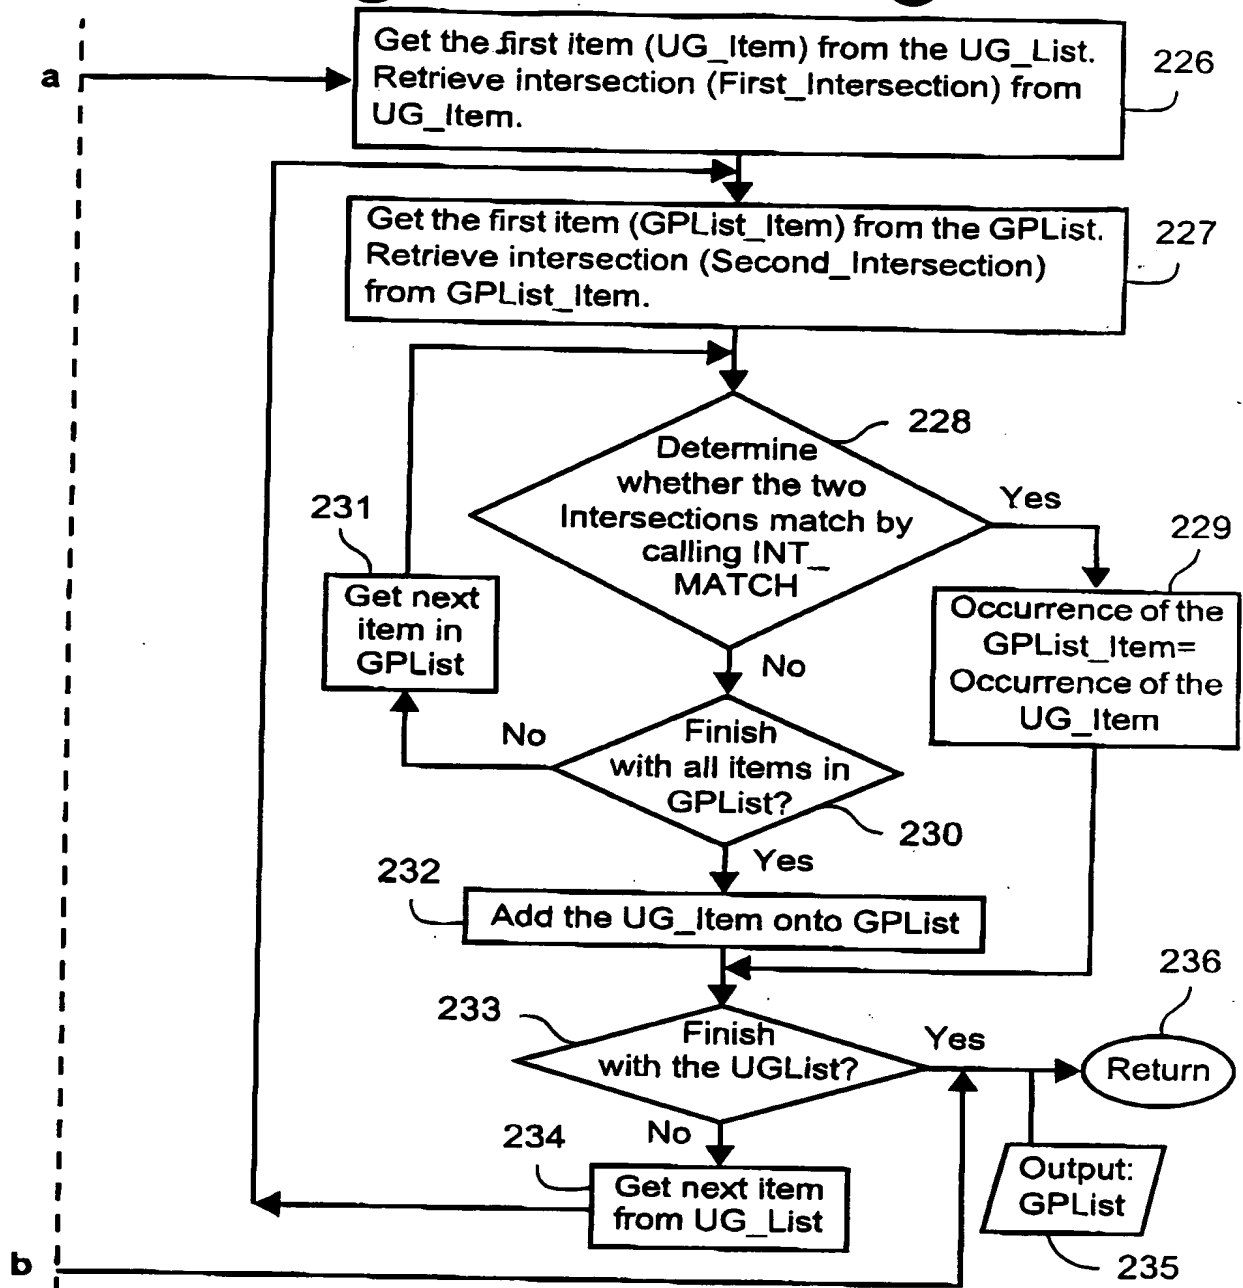 a
Get the first item (UG_Item) from the UG_List.
Retrieve intersection (First_Intersection) from
UG_Item.
226
Get the first item (GPList_Item) from the GPList.
Retrieve intersection (Second_Intersection)
from GPList_Item.
227
228
Determine
whether the two
Intersections match by
calling INT_
MATCH
Yes
231
229
Get next
item in
GPList
Occurrence of the
GPList_Item=
Occurrence of the
UG_Item
No
No
Finish
with all items in
GPList?
230
Yes
232
Add the UG_Item onto GPList
236
233
Finish
with the UGList?
Yes
Return
No
234
Get next item
from UG_List
Output:
GPList
235
b